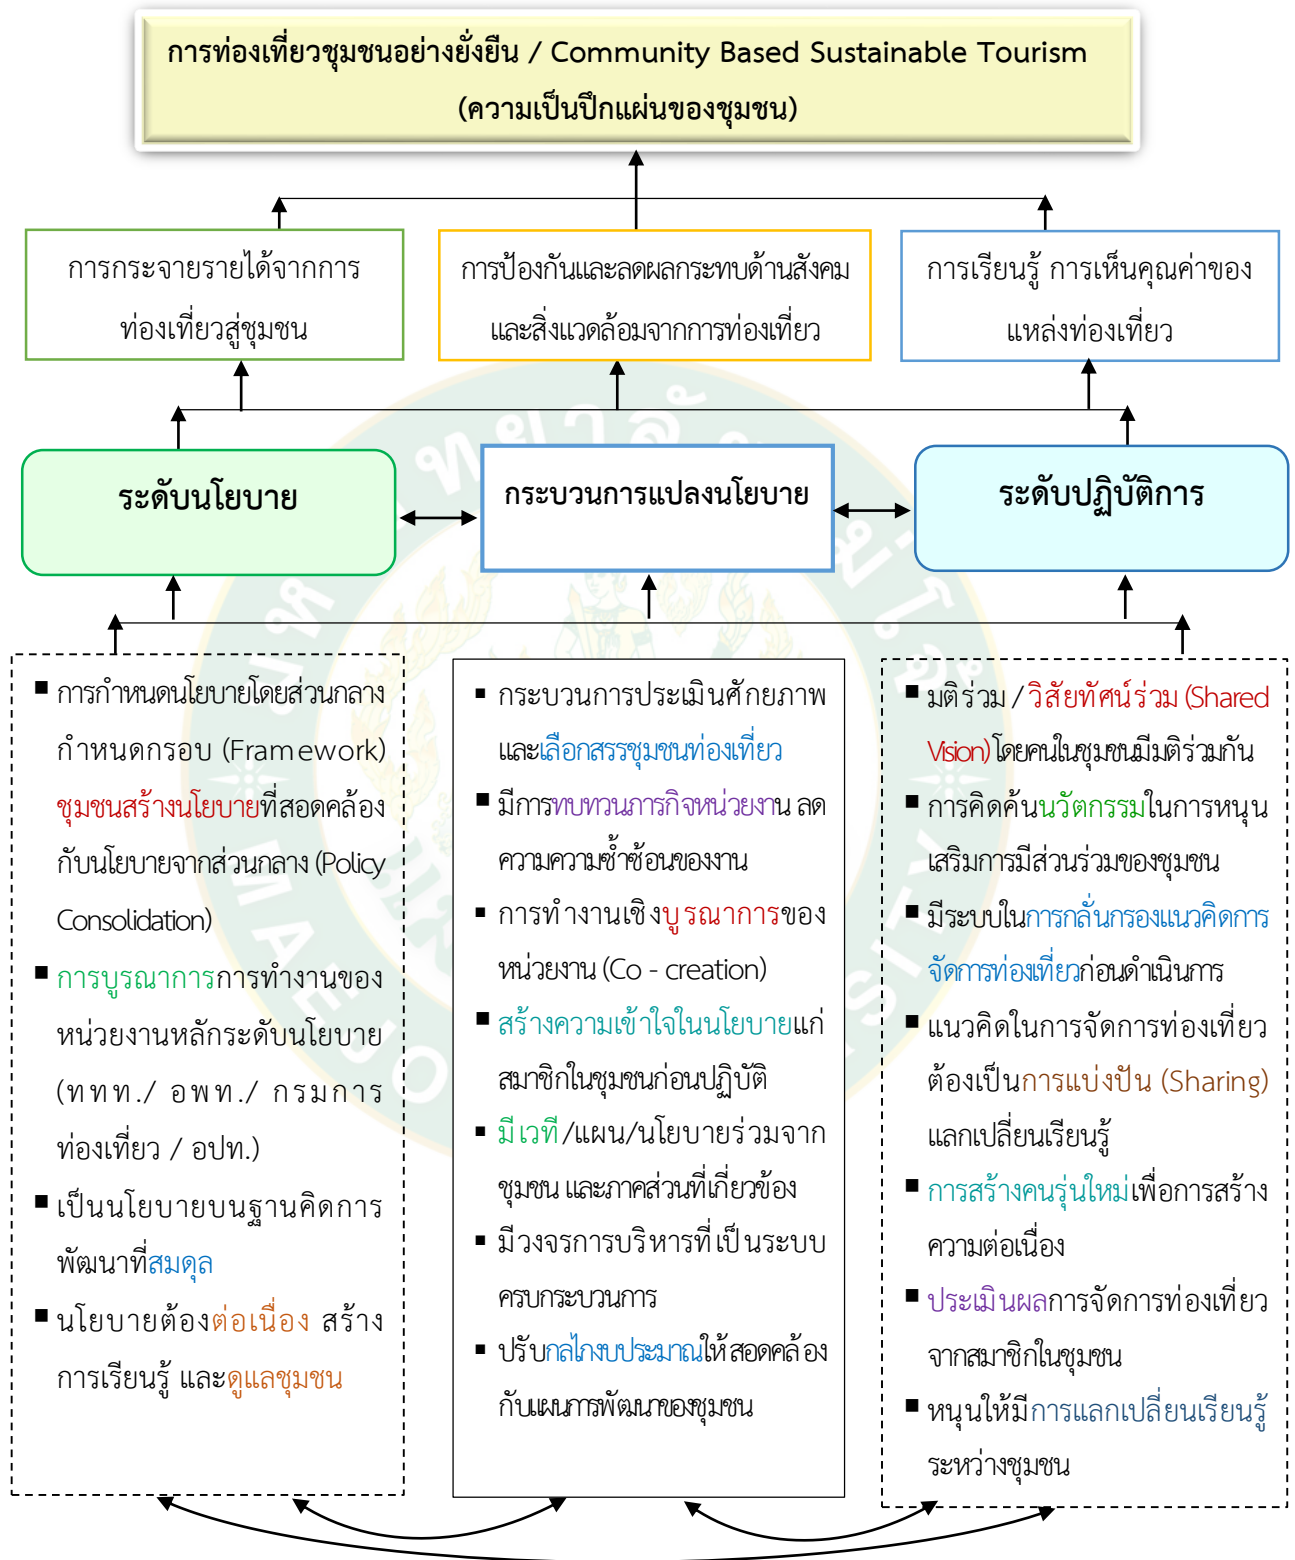 การท่องเที่ยวชุมชนอย่างยั่งยืน / Community Based Sustainable Tourism
(ความเป็นปึกแผ่นของชุมชน)
การกระจายรายได้จากการ
ท่องเที่ยวสู่ชุมชน
การป้องกันและลดผลกระทบด้านสังคม
และสิ่งแวดล้อมจากการท่องเที่ยว
การเรียนรู้ การเห็นคุณค่าของ
แหล่งท่องเที่ยว
ระดับนโยบาย
กระบวนการแปลงนโยบาย
ระดับปฏิบัติการ
▪ การกำหนดนโยบายโดยส่วนกลาง
กำหนดกรอบ (Framework)
ชุมชนสร้างนโยบายที่สอดคล้อง
กับนโยบายจากส่วนกลาง (Policy
Consolidation)
▪ การบูรณาการการทำงานของ
หน่วยงานหลักระดับนโยบาย
(ททท./ อพท./ กรมการ
ท่องเที่ยว / อปท.)
▪ เป็นนโยบายบนฐานคิดการ
พัฒนาที่สมดุล
▪ นโยบายต้องต่อเนื่อง สร้าง
การเรียนรู้ และดูแลชุมชน
▪ กระบวนการประเมินศักยภาพ
และเลือกสรรชุมชนท่องเที่ยว
▪ มีการทบทวนภารกิจหน่วยงาน ลด
ความความซ้ำซ้อนของงาน
▪ การทำงานเชิงบูรณาการของ
หน่วยงาน (Co - creation)
▪ สร้างความเข้าใจในนโยบายแก่
สมาชิกในชุมชนก่อนปฏิบัติ
▪ มีเวที/แผน/นโยบายร่วมจาก
ชุมชน และภาคส่วนที่เกี่ยวข้อง
▪ มีวงจรการบริหารที่เป็นระบบ
ครบกระบวนการ
▪ ปรับกลไกงบประมาณให้สอดคล้อง
กับแผนการพัฒนาของชุมชน
▪ มติร่วม / วิสัยทัศน์ร่วม (Shared
Vision) โดยคนในชุมชนมีมติร่วมกัน
▪ การคิดค้นนวัตกรรมในการหนุน
เสริมการมีส่วนร่วมของชุมชน
▪ มีระบบในการกลั่นกรองแนวคิดการ
จัดการท่องเที่ยวก่อนดำเนินการ
▪ แนวคิดในการจัดการท่องเที่ยว
ต้องเป็นการแบ่งปัน (Sharing)
แลกเปลี่ยนเรียนรู้
▪ การสร้างคนรุ่นใหม่เพื่อการสร้าง
ความต่อเนื่อง
▪ ประเมินผลการจัดการท่องเที่ยว
จากสมาชิกในชุมชน
▪ หนุนให้มีการแลกเปลี่ยนเรียนรู้
ระหว่างชุมชน